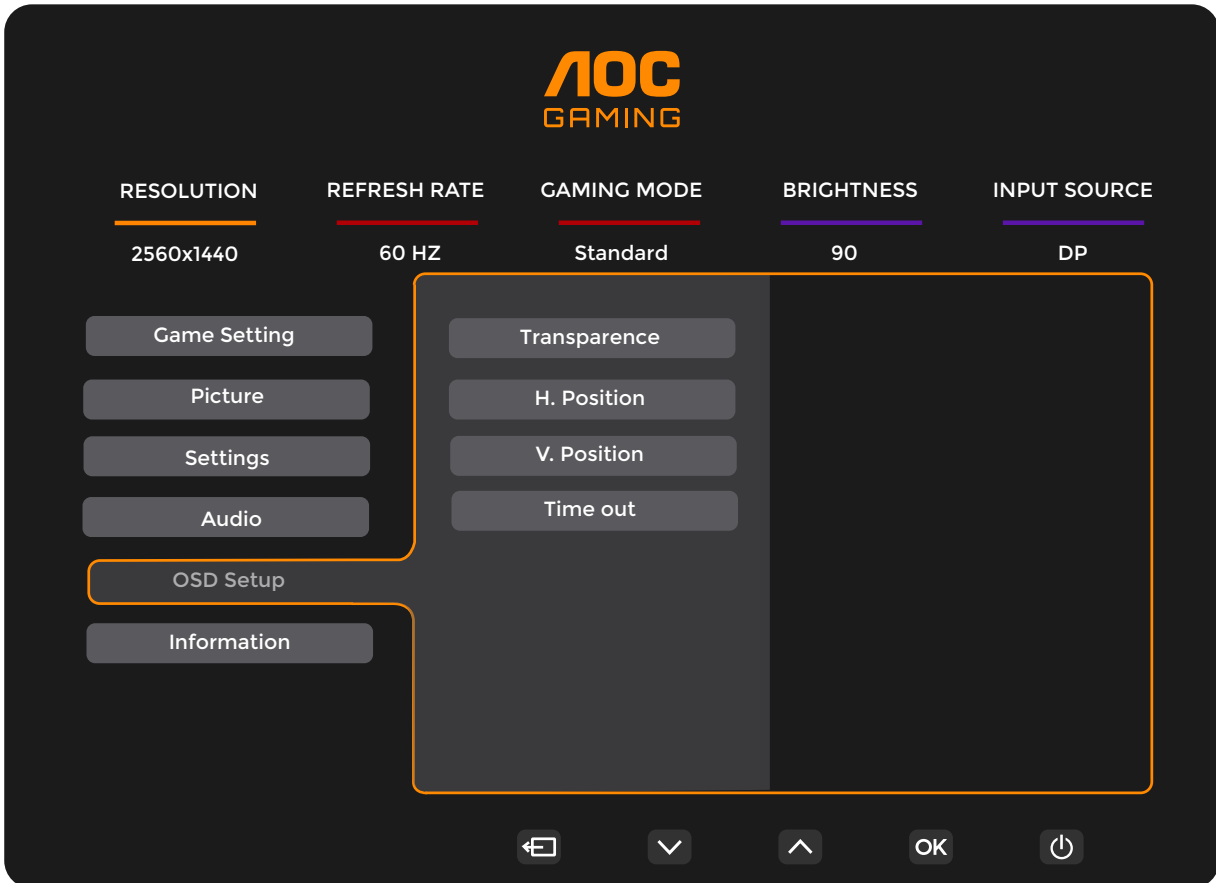 AOC
GAMING
RESOLUTION REFRESH RATE GAMING MODE BRIGHTNESS INPUT SOURCE
2560x1440 60 HZ Standard 90 DP
Game Setting
Picture
Settings
Audio
OSD Setup
Information
Transparence
H. Position
V. Position
Time out
OK